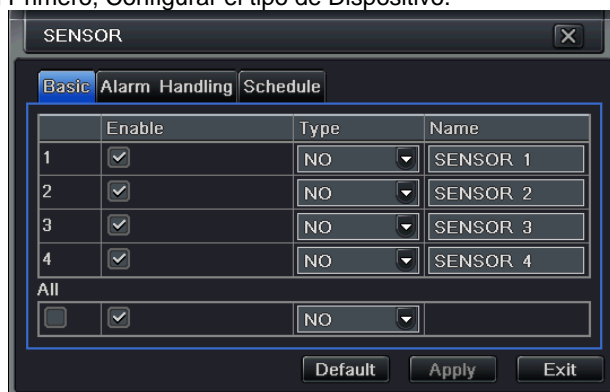 Primero, Configurar el tipo de Dispositivo.
SENSOR
Basic Alarm Handling Schedule
Enable Type Name
1 NO SENSOR 1
2 NO SENSOR 2
3 NO SENSOR 3
4 NO SENSOR 4
All
NO
Default Apply Exit